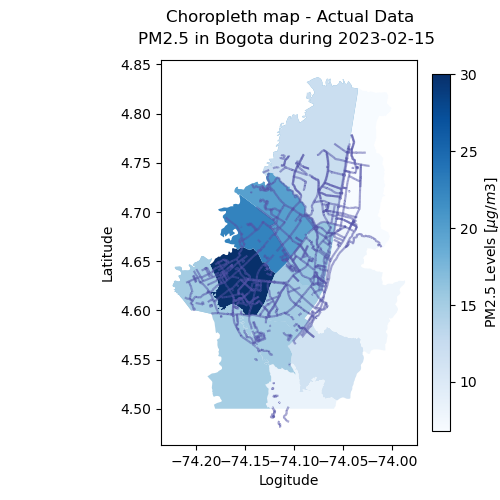 Choropleth map - Actual Data
PM2.5 in Bogota during 2023-02-15
4.85
4.80
4.75
4.70
4.65
4.60
4.55
4.50
Latitude
−74.20−74.15−74.10−74.05−74.00
Logitude
30
25
20
15
10
PM2.5 Levels [μg/m3]